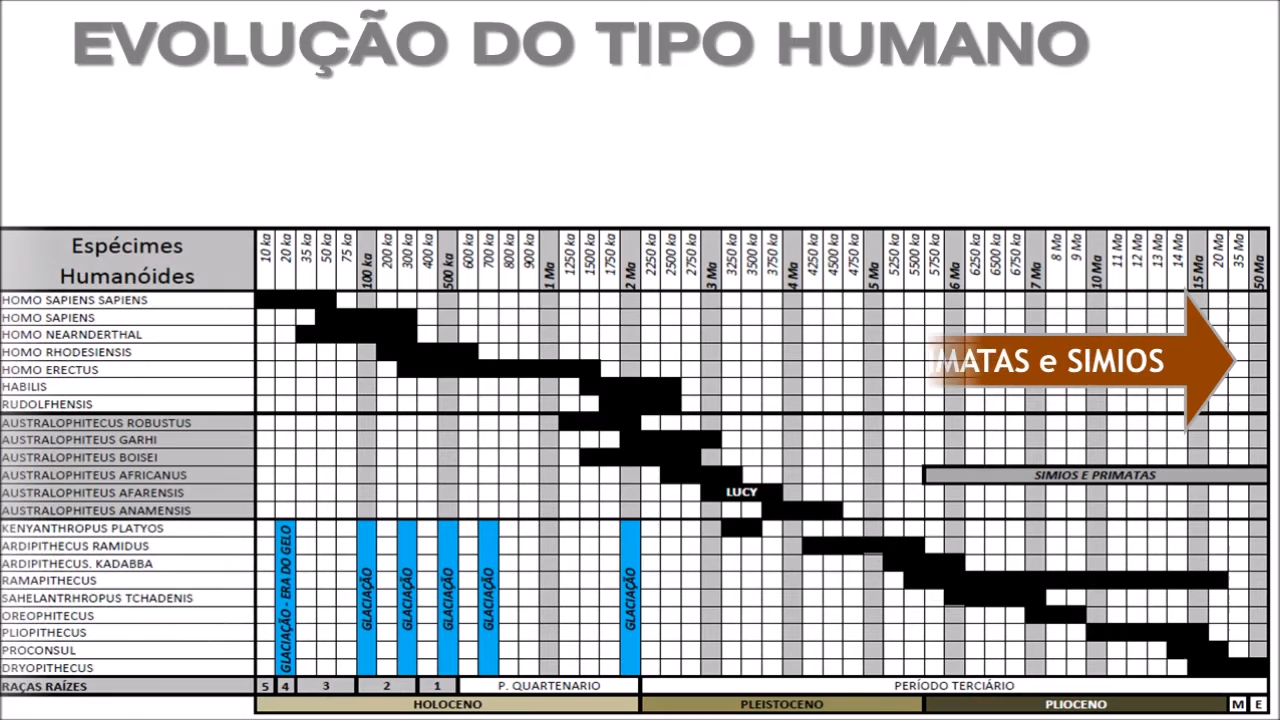 EVOLUÇÃO DO TIPO HUMANO
Espécimes
Humanóides
10 ka
20 ka
35 ka
50 ka
75 ka
100 ka
200 ka
300 ka
400 ka
500 ka
600 ka
700 ka
800 ka
900 ka
1 Ma
1250 ka
1500 ka
1750 ka
2 Ma
2250 ka
2500 ka
2750 ka
3 Ma
3250 ka
3500 ka
3750 ka
4 Ma
4250 ka
4500 ka
4750 ka
5 Ma
5250 ka
5500 ka
5750 ka
6 Ma
6250 ka
6500 ka
6750 ka
7 Ma
8 Ma
9 Ma
10 Ma
11 Ma
12 Ma
13 Ma
14 Ma
15 Ma
20 Ma
35 Ma
50 Ma
HOMO SAPIENS SAPIENS
HOMO SAPIENS
HOMO NEARNDERTHAL
HOMO RHODESIENSIS
HOMO ERECTUS
MATAS e SIMIOS
HABILIS
RUDOLFHENSIS
AUSTRALOPHITECUS ROBUSTUS
AUSTRALOPHITEUS GARHI
AUSTRALOPHITEUS BOISEI
AUSTRALOPHITEUS AFRICANUS
SIMIOS E PRIMATAS
AUSTRALOPHITEUS AFARENSIS
LUCY
AUSTRALOPHITEUS ANAMENSIS
KENYANTHROPUS PLATYOS
ARDIPITHECUS RAMIDUS
ARDIPITHECUS. KADABBA
RAMAPITHECUS
SAHELANTRHROPUS TCHADENIS
OREOPHITECUS
PLIOPITHECUS
PROCONSUL
DRYOPITHECUS
GLACIAÇÃO - ERA DO GELO
GLACIAÇÃO
GLACIAÇÃO
GLACIAÇÃO
GLACIAÇÃO
GLACIAÇÃO
RAÇAS RAÍZES
5
4
3
2
1
P. QUARTENARIO
PERÍODO TERCIÁRIO
HOLOCENO
PLEISTOCENO
PLIOCENO
M
E